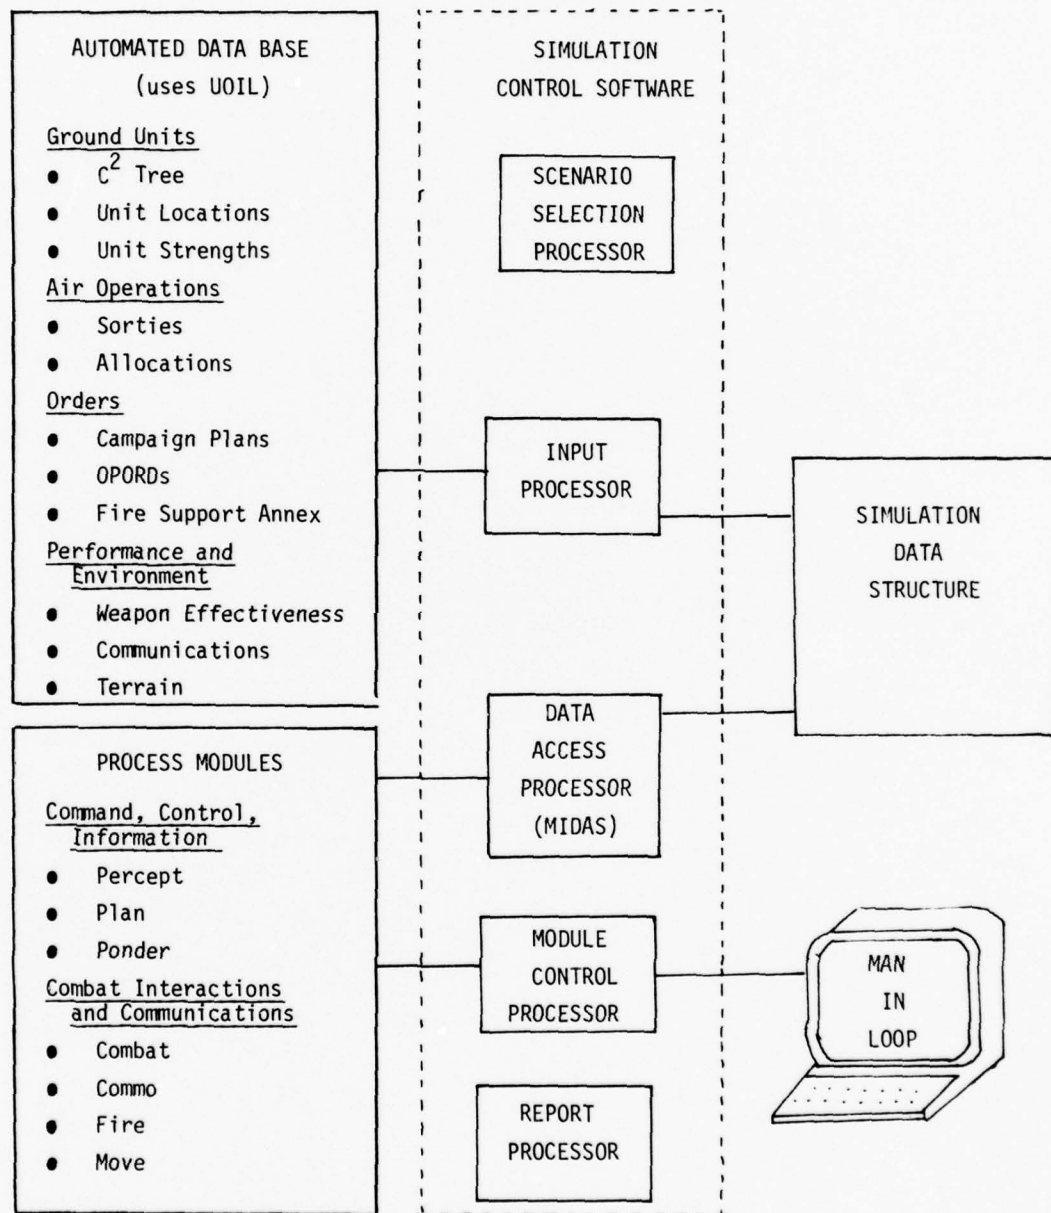 AUTOMATED DATA BASE
(uses UOIL)
Ground Units
● C² Tree
● Unit Locations
● Unit Strengths
Air Operations
● Sorties
● Allocations
Orders
● Campaign Plans
● OPORDs
● Fire Support Annex
Performance and
Environment
● Weapon Effectiveness
● Communications
● Terrain
PROCESS MODULES
Command, Control,
Information
● Percept
● Plan
● Ponder
Combat Interactions
and Communications
● Combat
● Commo
● Fire
● Move
SIMULATION
CONTROL SOFTWARE
SCENARIO
SELECTION
PROCESSOR
INPUT
PROCESSOR
DATA
ACCESS
PROCESSOR
(MIDAS)
MODULE
CONTROL
PROCESSOR
REPORT
PROCESSOR
SIMULATION
DATA
STRUCTURE
MAN
IN
LOOP